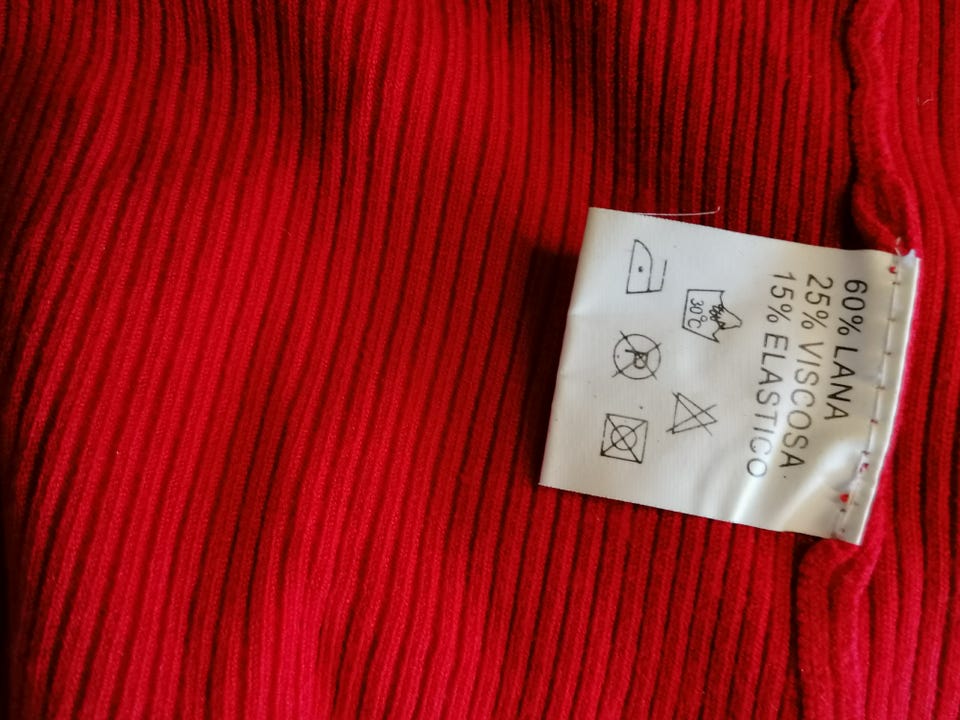 60% LANA
25% VISCOSA
15% ELASTICO
30°C
P